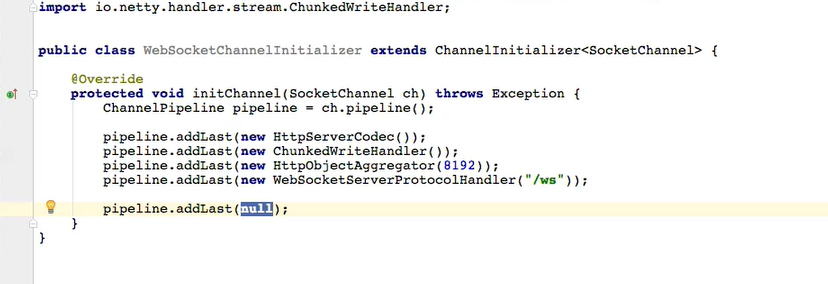 import io.netty.handler.stream.ChunkedWriteHandler;
public class WebSocketChannelInitializer extends ChannelInitializer<SocketChannel> {
@Override
protected void initChannel(SocketChannel ch) throws Exception {
ChannelPipeline pipeline = ch.pipeline();
pipeline.addLast(new HttpServerCodec());
pipeline.addLast(new ChunkedWriteHandler());
pipeline.addLast(new HttpObjectAggregator(8192));
pipeline.addLast(new WebSocketServerProtocolHandler("/ws"));
pipeline.addLast(null);
}
}